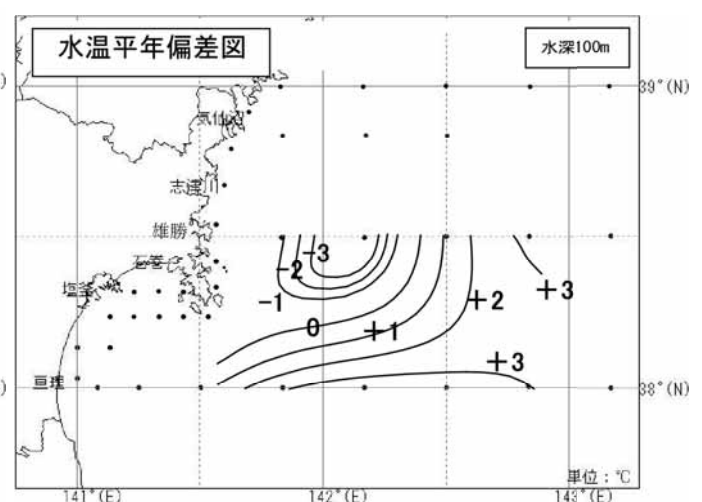 水温平年偏差図
水深100m
39°(N)
気仙沼
志津川
雄勝
石巻
塩釜
亘理
-3
-2
-1
0
+1
+2
+3
+3
38°(N)
単位：℃
141°(E)
142°(E)
143°(E)